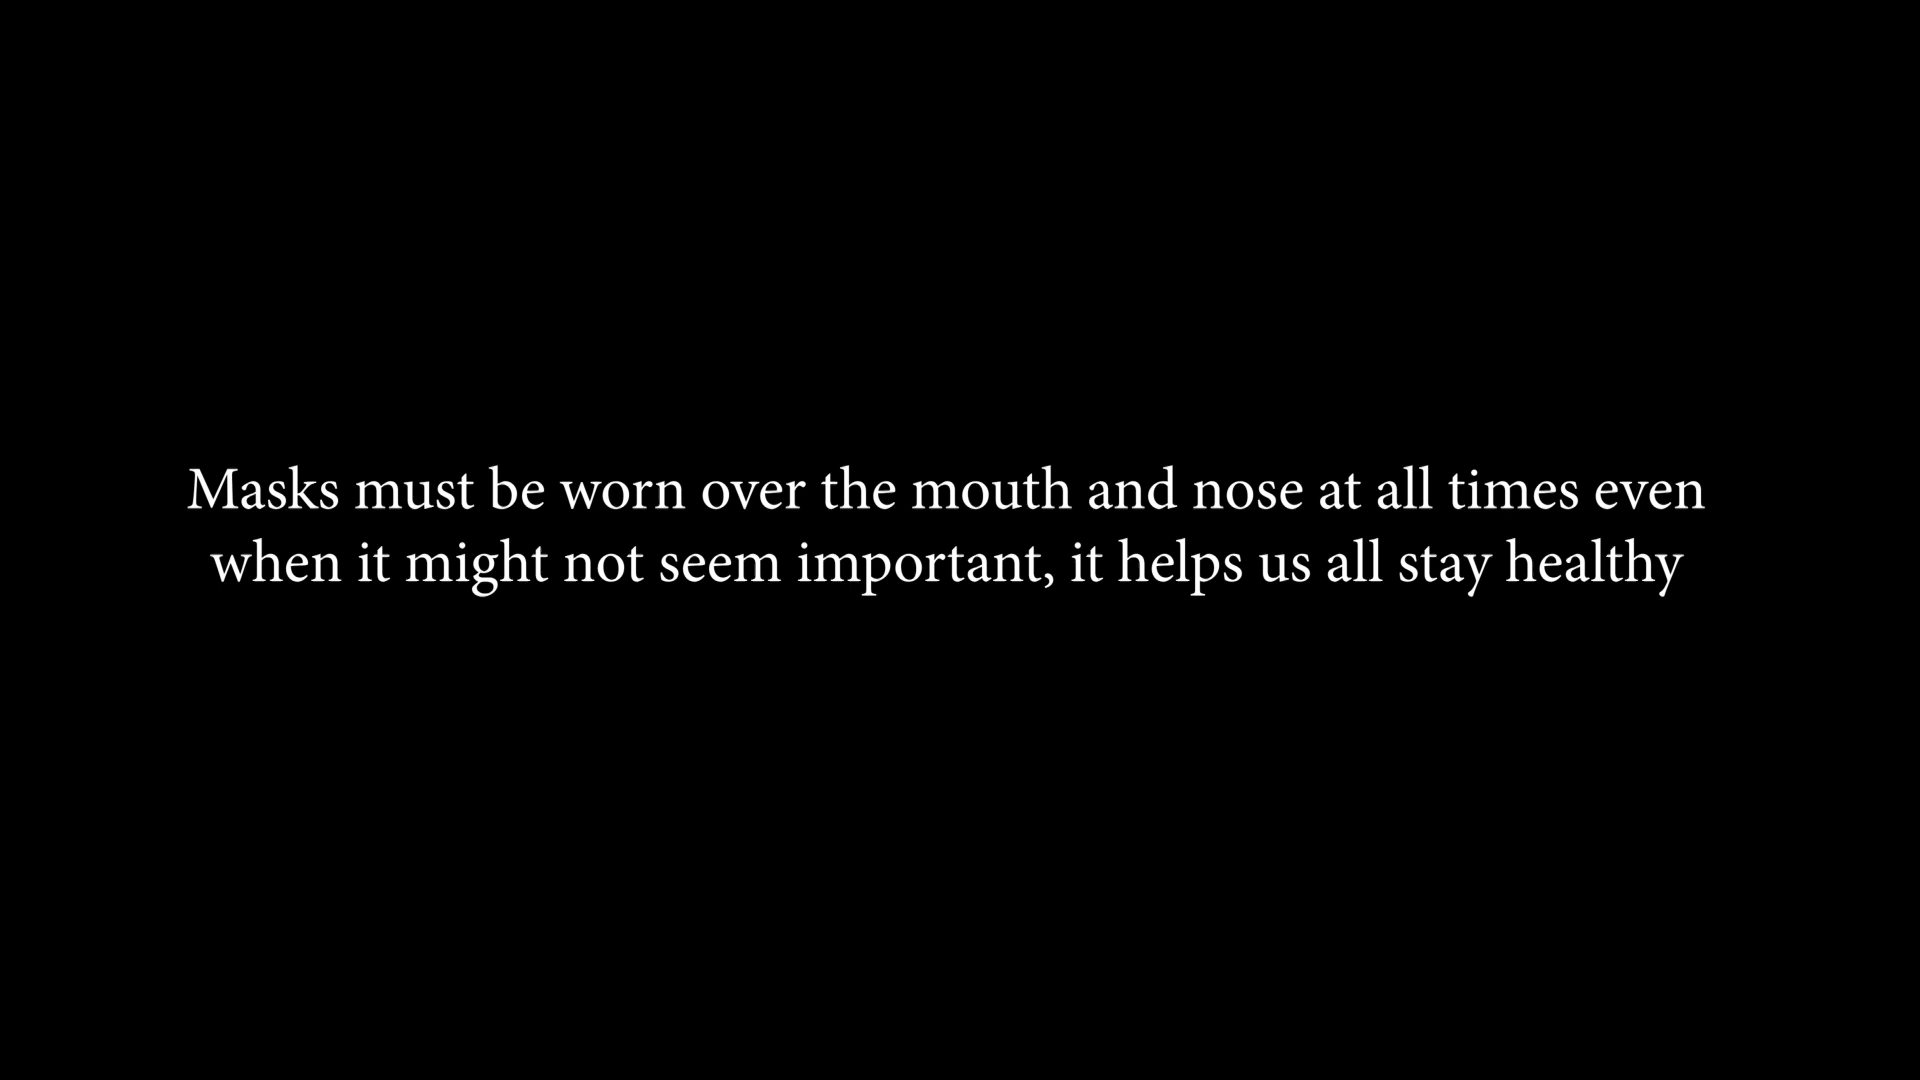 Masks must be worn over the mouth and nose at all times even
when it might not seem important, it helps us all stay healthy